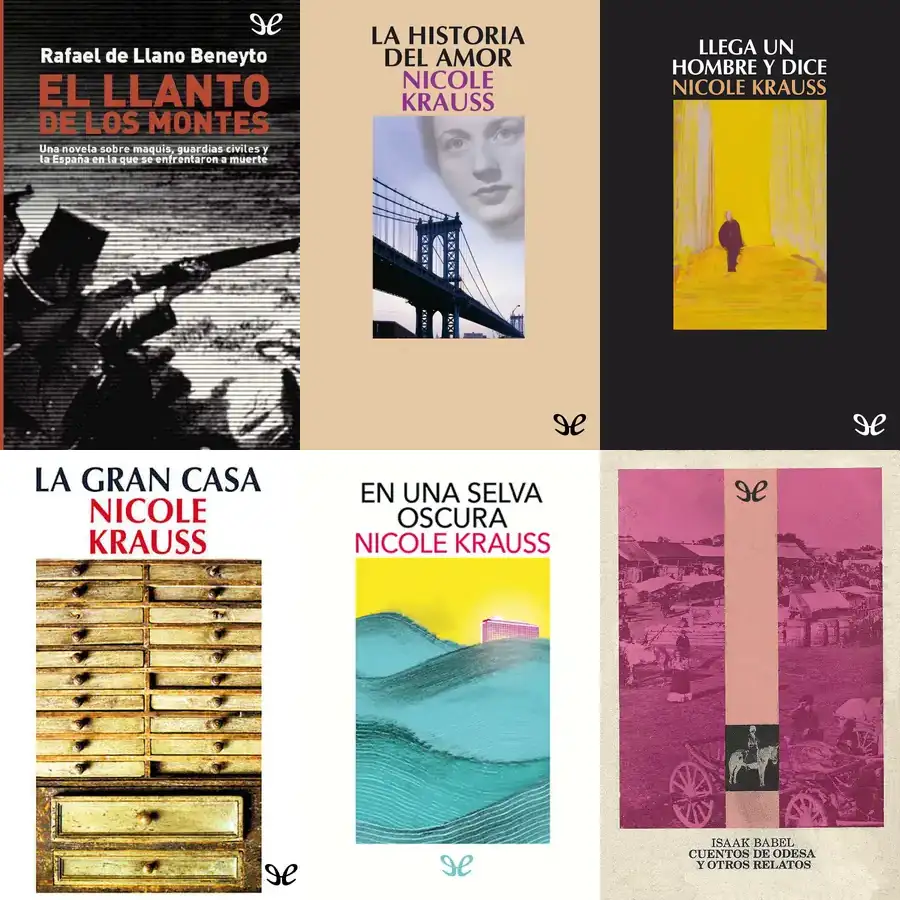 Rafael de Llano Beneyto
EL LLANTO
DE LOS MONTES
Una novela sobre maquis, guardias civiles y
la España en la que se enfrentaron a muerte
LA HISTORIA
DEL AMOR
NICOLE
KRAUSS
LLEGA UN
HOMBRE Y DICE
NICOLE KRAUSS
LA GRAN CASA
NICOLE
KRAUSS
EN UNA SELVA
OSCURA
NICOLE KRAUSS
ISAAK BABEL
CUENTOS DE ODESA
Y OTROS RELATOS